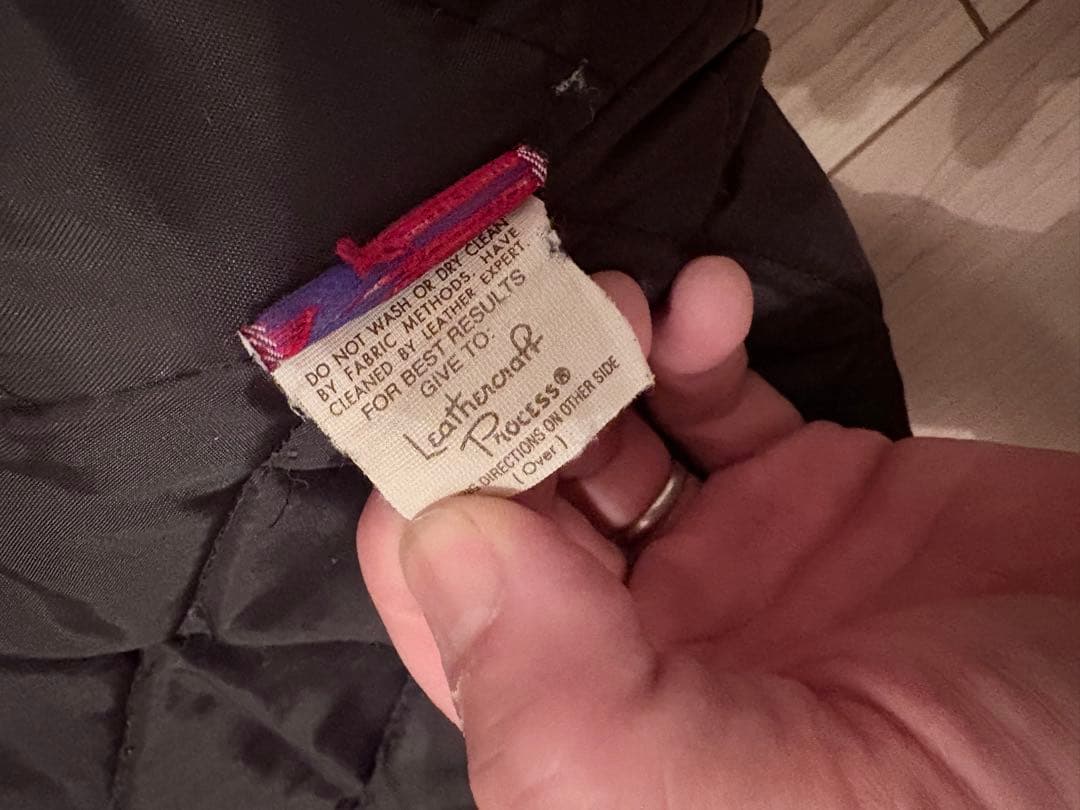 DO NOT WASH OR DRY CLEAN
BY FABRIC METHODS. HAVE
CLEANED BY LEATHER EXPERT.
FOR BEST RESULTS
GIVE TO:
Leathercraft
Process®
DIRECTIONS ON OTHER SIDE
(Over)